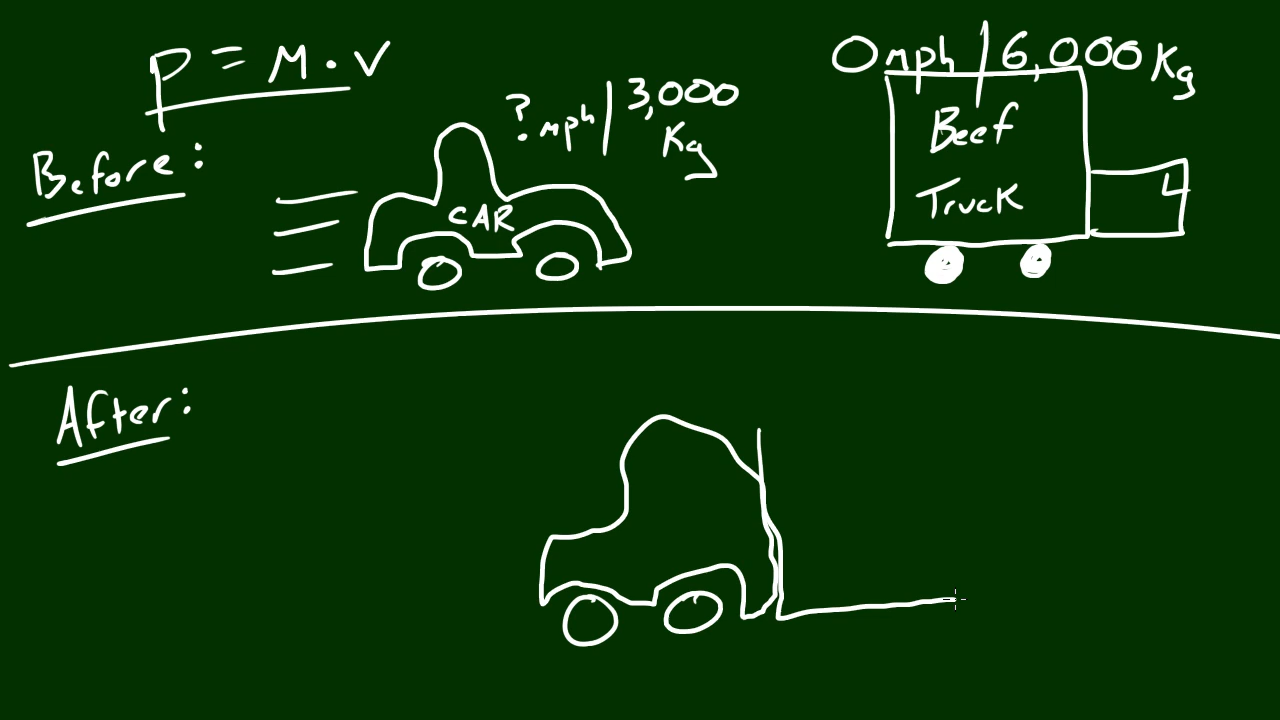 P = M · V
0mph | 6,000 Kg
? mph | 3,000
Kg
Before:
CAR
Beef
Truck
After: